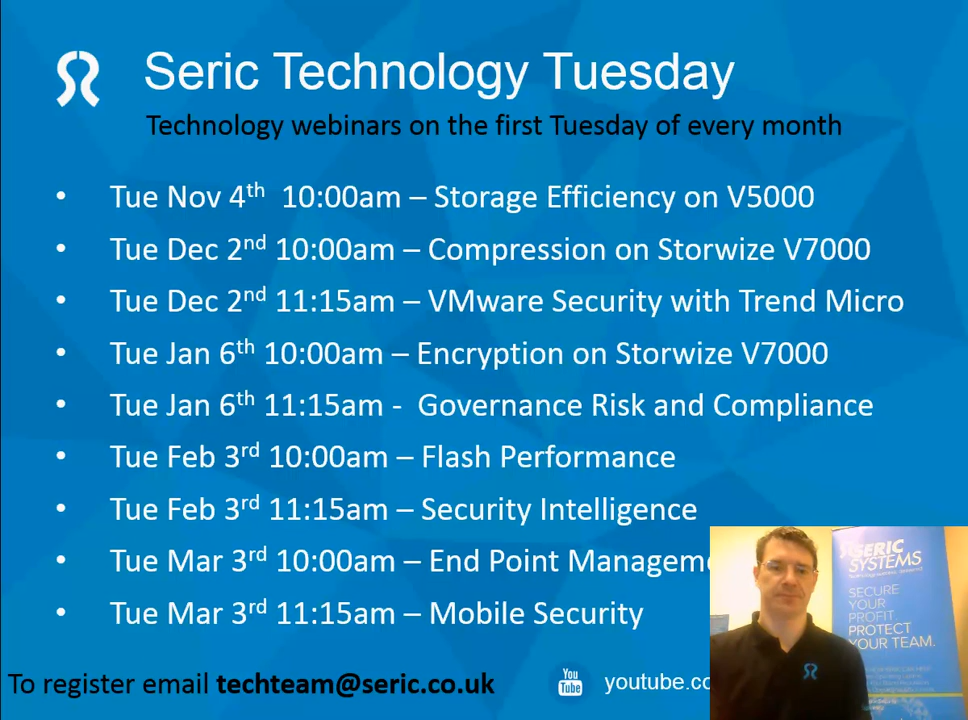 Seric Technology Tuesday
Technology webinars on the first Tuesday of every month
• Tue Nov 4th 10:00am – Storage Efficiency on V5000
• Tue Dec 2nd 10:00am – Compression on Storwize V7000
• Tue Dec 2nd 11:15am – VMware Security with Trend Micro
• Tue Jan 6th 10:00am – Encryption on Storwize V7000
• Tue Jan 6th 11:15am - Governance Risk and Compliance
• Tue Feb 3rd 10:00am – Flash Performance
• Tue Feb 3rd 11:15am – Security Intelligence
• Tue Mar 3rd 10:00am – End Point Manageme
• Tue Mar 3rd 11:15am – Mobile Security
To register email techteam@seric.co.uk
You
Tube
youtube.co
SERIC
SYSTEMS
SECURE
YOUR
PROFIT
PROTECT
YOUR TEAM.